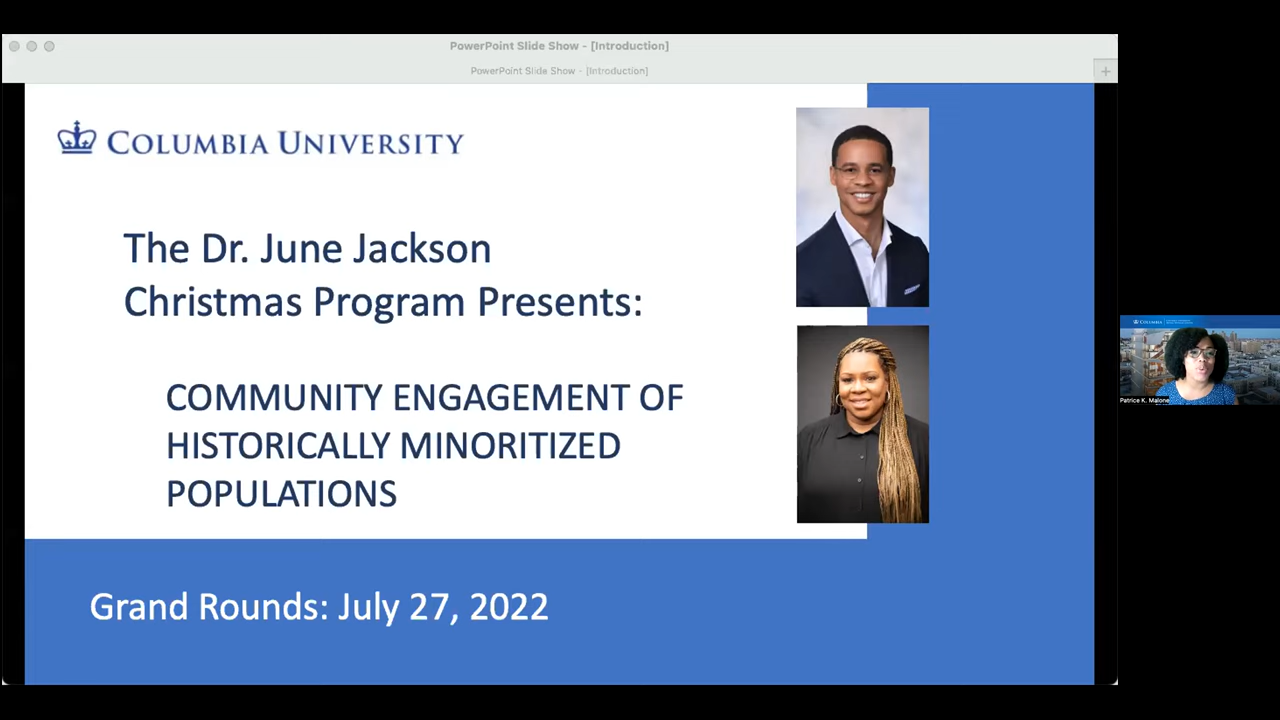 PowerPoint Slide Show - [Introduction]
PowerPoint Slide Show - [Introduction]
COLUMBIA UNIVERSITY
The Dr. June Jackson
Christmas Program Presents:
COMMUNITY ENGAGEMENT OF
HISTORICALLY MINORITIZED
POPULATIONS
Grand Rounds: July 27, 2022
COLUMBIA
Patrice K. Malone